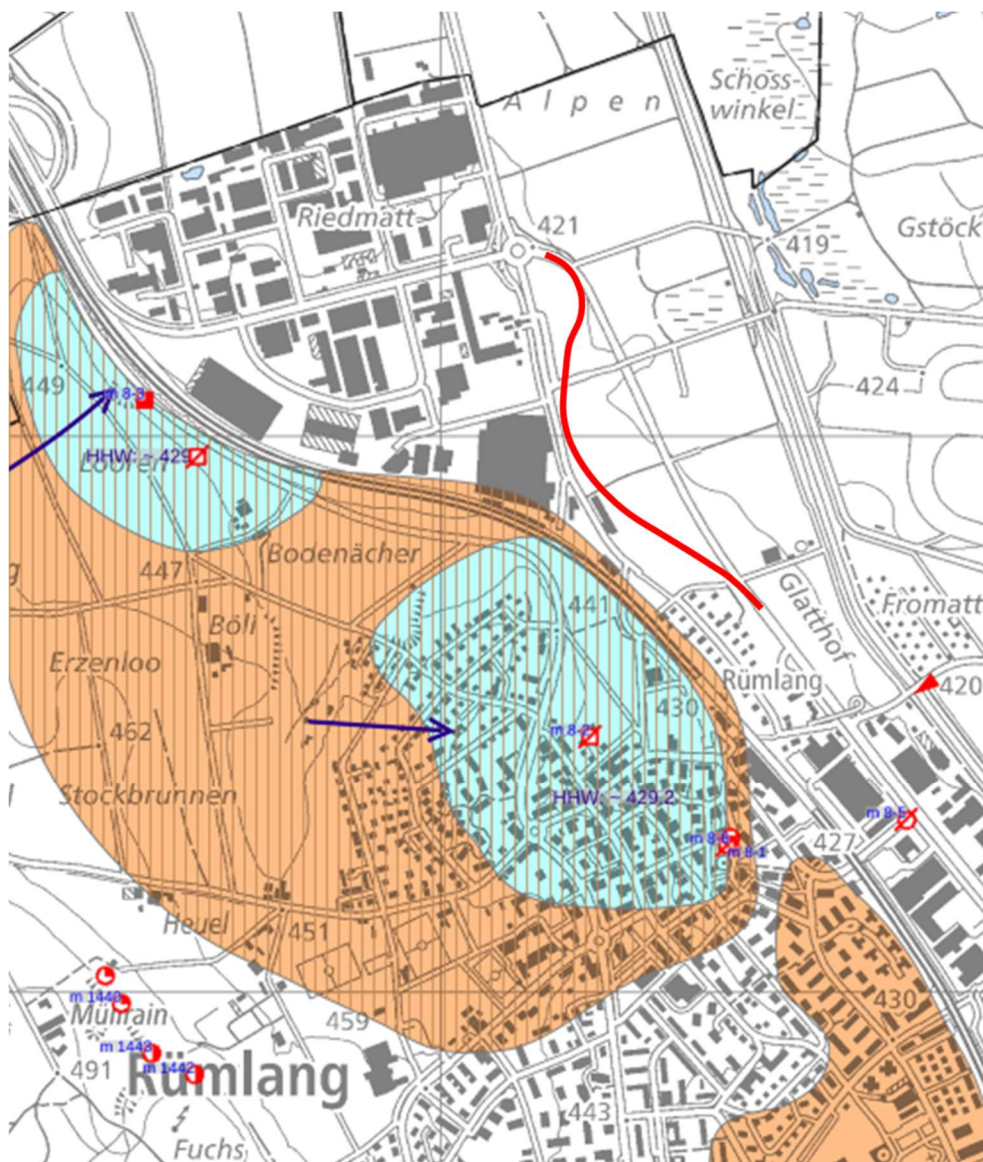 Schoss-
winkel
Alpen
Riedmatt
421
419
Gstöck
449
m 8-3
424
HHW: ~ 429
Looren
Bodenächer
447
441
Glatthof
Fromatt
Böli
Erzenloo
Rümlang
420
430
462
m 8-2
Stockbrunnen
HHW: ~ 429.2
m 8-5
m 8-6
m 8-1
427
Heuel
451
m 1440
430
459
m 1443
491
m 1442
Rümlang
443
Fuchs